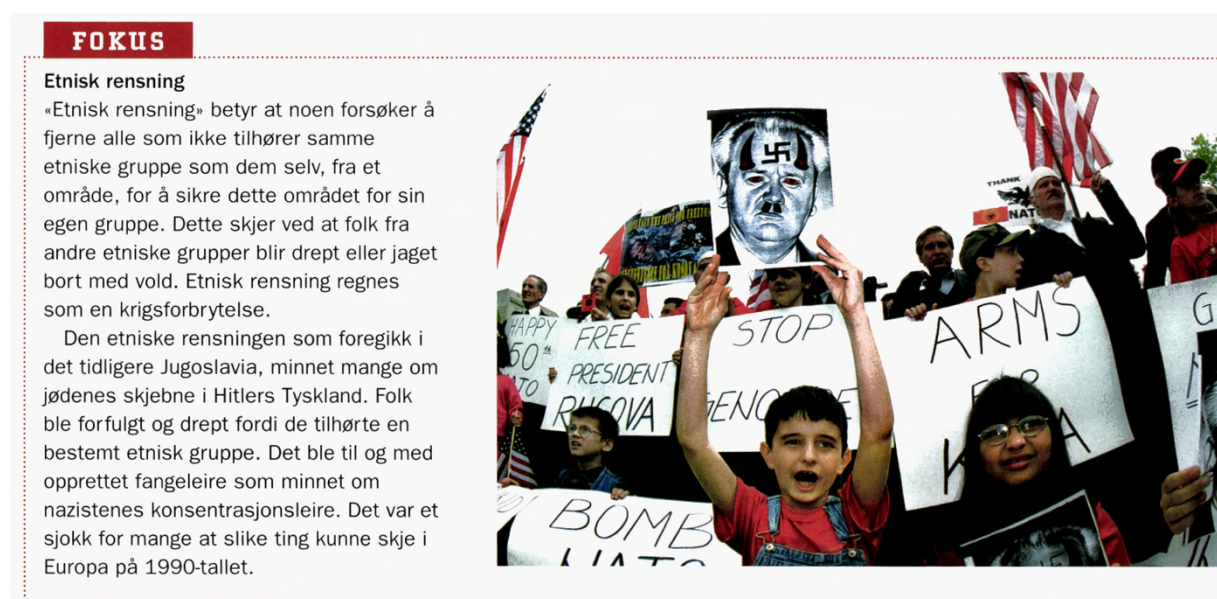 FOKUS
Etnisk rensning
«Etnisk rensning» betyr at noen forsøker å
fjerne alle som ikke tilhører samme
etniske gruppe som dem selv, fra et
område, for å sikre dette området for sin
egen gruppe. Dette skjer ved at folk fra
andre etniske grupper blir drept eller jaget
bort med vold. Etnisk rensning regnes
som en krigsforbrytelse.
Den etniske rensningen som foregikk i
det tidligere Jugoslavia, minnet mange om
jødenes skjebne i Hitlers Tyskland. Folk
ble forfulgt og drept fordi de tilhørte en
bestemt etnisk gruppe. Det ble til og med
opprettet fangeleire som minnet om
nazistenes konsentrasjonsleire. Det var et
sjokk for mange at slike ting kunne skje i
Europa på 1990-tallet.
THANK
NATO
HAPPY
50th
NATO
FREE
PRESIDENT
RUGOVA
STOP
GENOCIDE
ARMS
BOMB
NATO